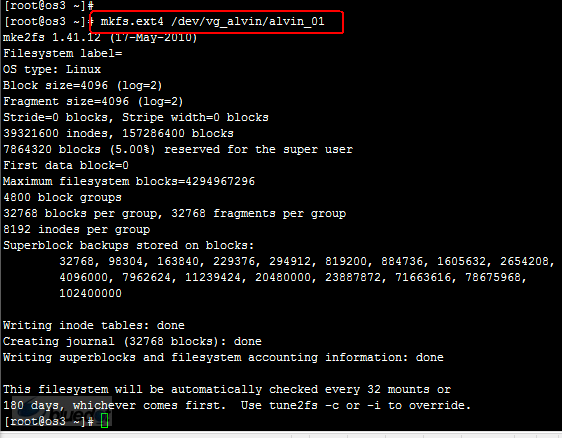 [root@os3 ~]#
[root@os3 ~]# mkfs.ext4 /dev/vg_alvin/alvin_01
mke2fs 1.41.12 (17-May-2010)
Filesystem label=
OS type: Linux
Block size=4096 (log=2)
Fragment size=4096 (log=2)
Stride=0 blocks, Stripe width=0 blocks
39321600 inodes, 157286400 blocks
7864320 blocks (5.00%) reserved for the super user
First data block=0
Maximum filesystem blocks=4294967296
4800 block groups
32768 blocks per group, 32768 fragments per group
8192 inodes per group
Superblock backups stored on blocks:
32768, 98304, 163840, 229376, 294912, 819200, 884736, 1605632, 2654208,
4096000, 7962624, 11239424, 20480000, 23887872, 71663616, 78675968,
102400000
Writing inode tables: done
Creating journal (32768 blocks): done
Writing superblocks and filesystem accounting information: done
This filesystem will be automatically checked every 32 mounts or
180 days, whichever comes first.  Use tune2fs -c or -i to override.
[root@os3 ~]#